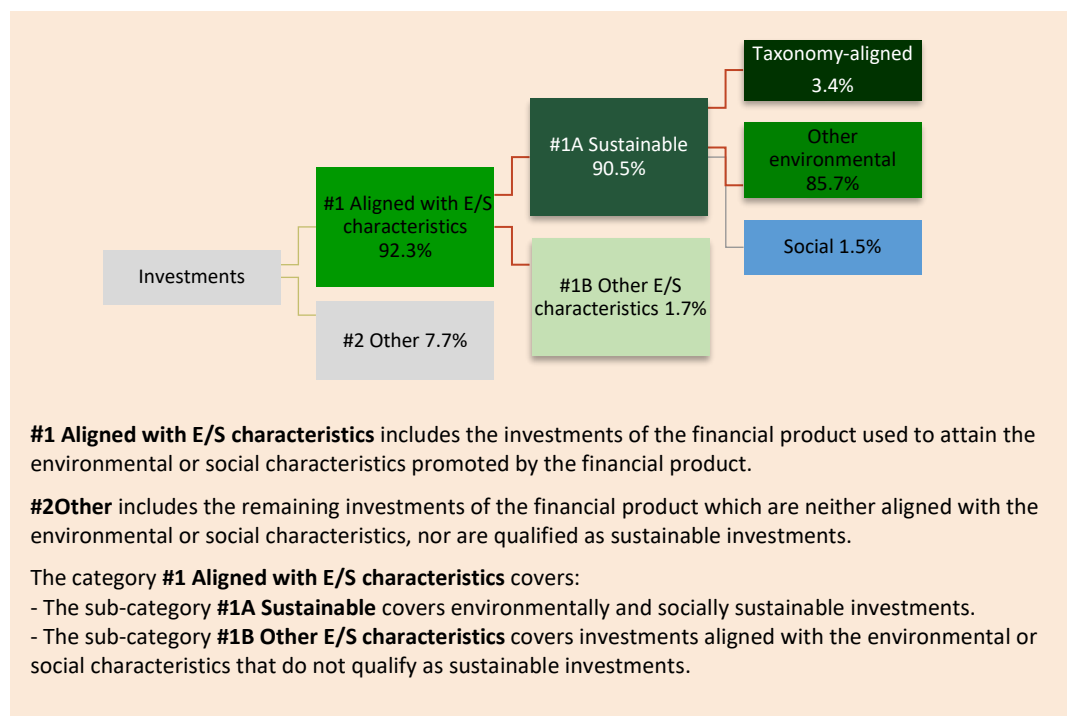 Taxonomy-aligned
3.4%
Other
environmental
85.7%
Social 1.5%
#1A Sustainable
90.5%
#1B Other E/S
characteristics 1.7%
#1 Aligned with E/S
characteristics
92.3%
#2 Other 7.7%
Investments
#1 Aligned with E/S characteristics includes the investments of the financial product used to attain the
environmental or social characteristics promoted by the financial product.
#2Other includes the remaining investments of the financial product which are neither aligned with the
environmental or social characteristics, nor are qualified as sustainable investments.
The category #1 Aligned with E/S characteristics covers:
- The sub-category #1A Sustainable covers environmentally and socially sustainable investments.
- The sub-category #1B Other E/S characteristics covers investments aligned with the environmental or
social characteristics that do not qualify as sustainable investments.